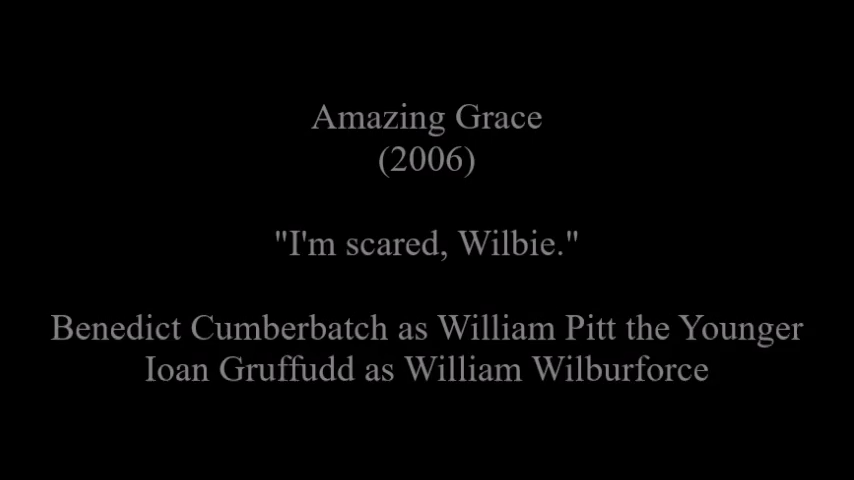 Amazing Grace
(2006)
"I'm scared, Wilbie."
Benedict Cumberbatch as William Pitt the Younger
Ioan Gruffudd as William Wilburforce